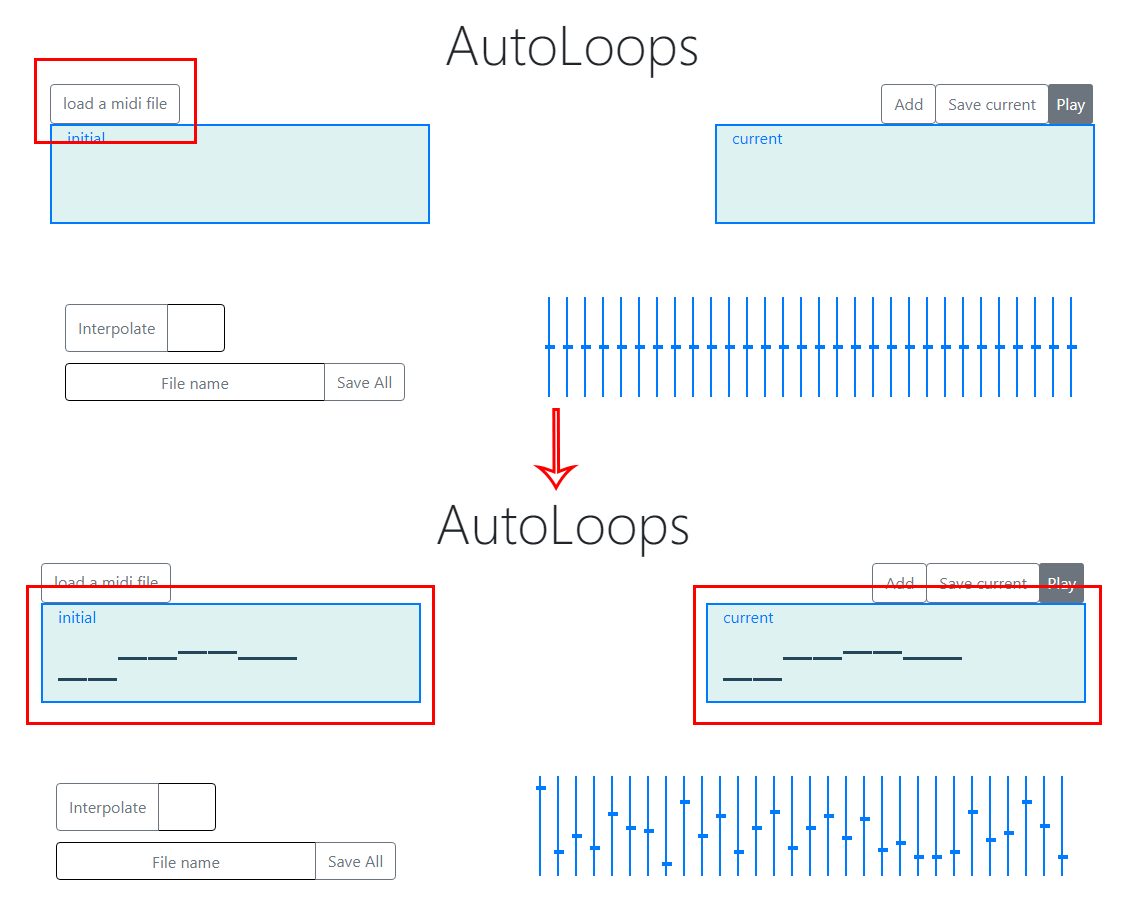 AutoLoops
load a midi file
Add Save current Play
initial
current
Interpolate
File name Save All
AutoLoops
load a midi file
Add Save current Play
initial
current
Interpolate
File name Save All